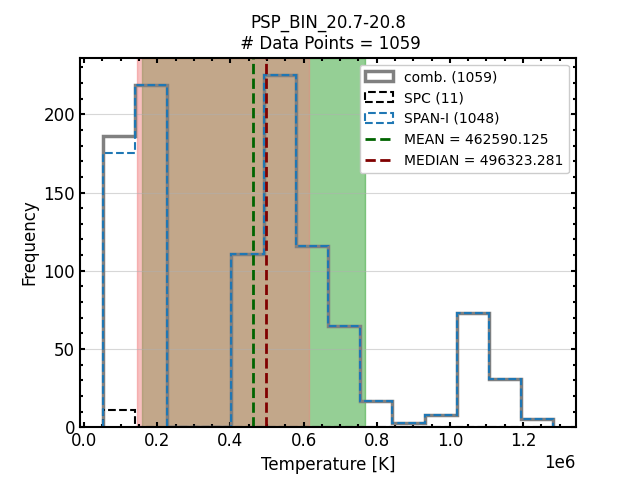 PSP_BIN_20.7-20.8
# Data Points = 1059
comb. (1059)
SPC (11)
SPAN-I (1048)
MEAN = 462590.125
MEDIAN = 496323.281
Frequency
200
150
100
50
0
0.0 0.2 0.4 0.6 0.8 1.0 1.2
Temperature [K]
1e6